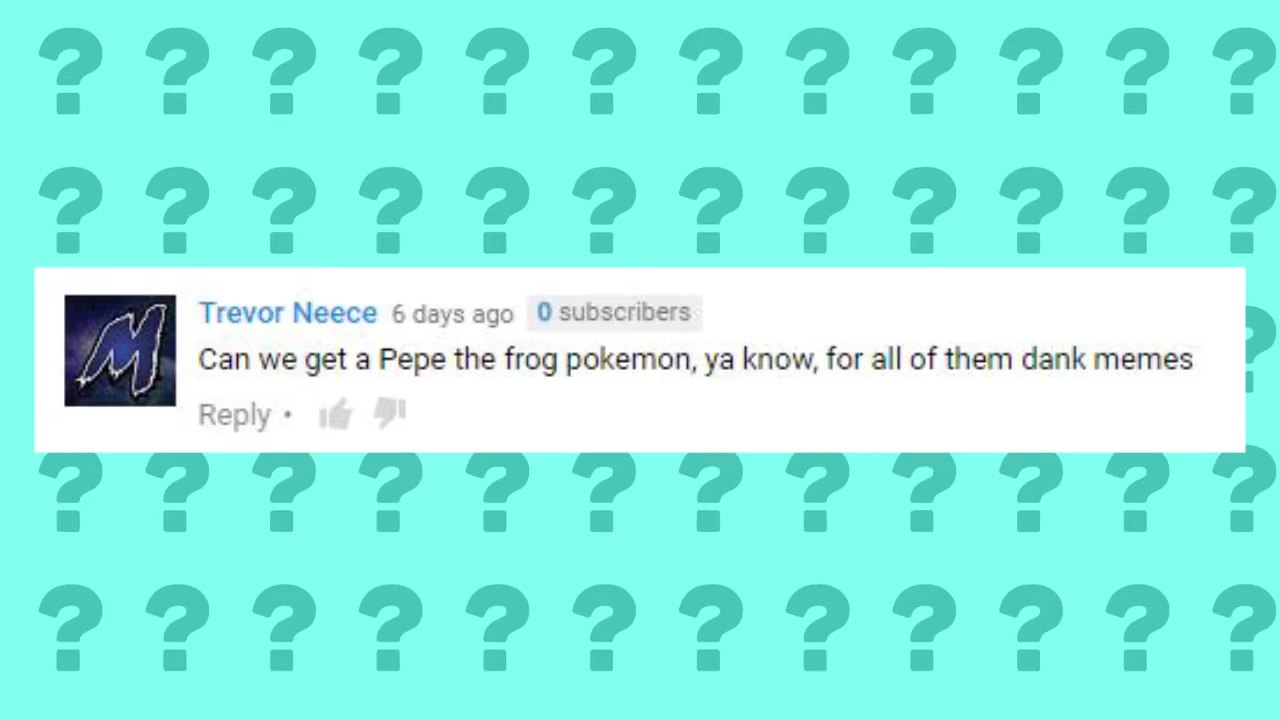 Trevor Neece 6 days ago 0 subscribers
Can we get a Pepe the frog pokemon, ya know, for all of them dank memes
Reply •